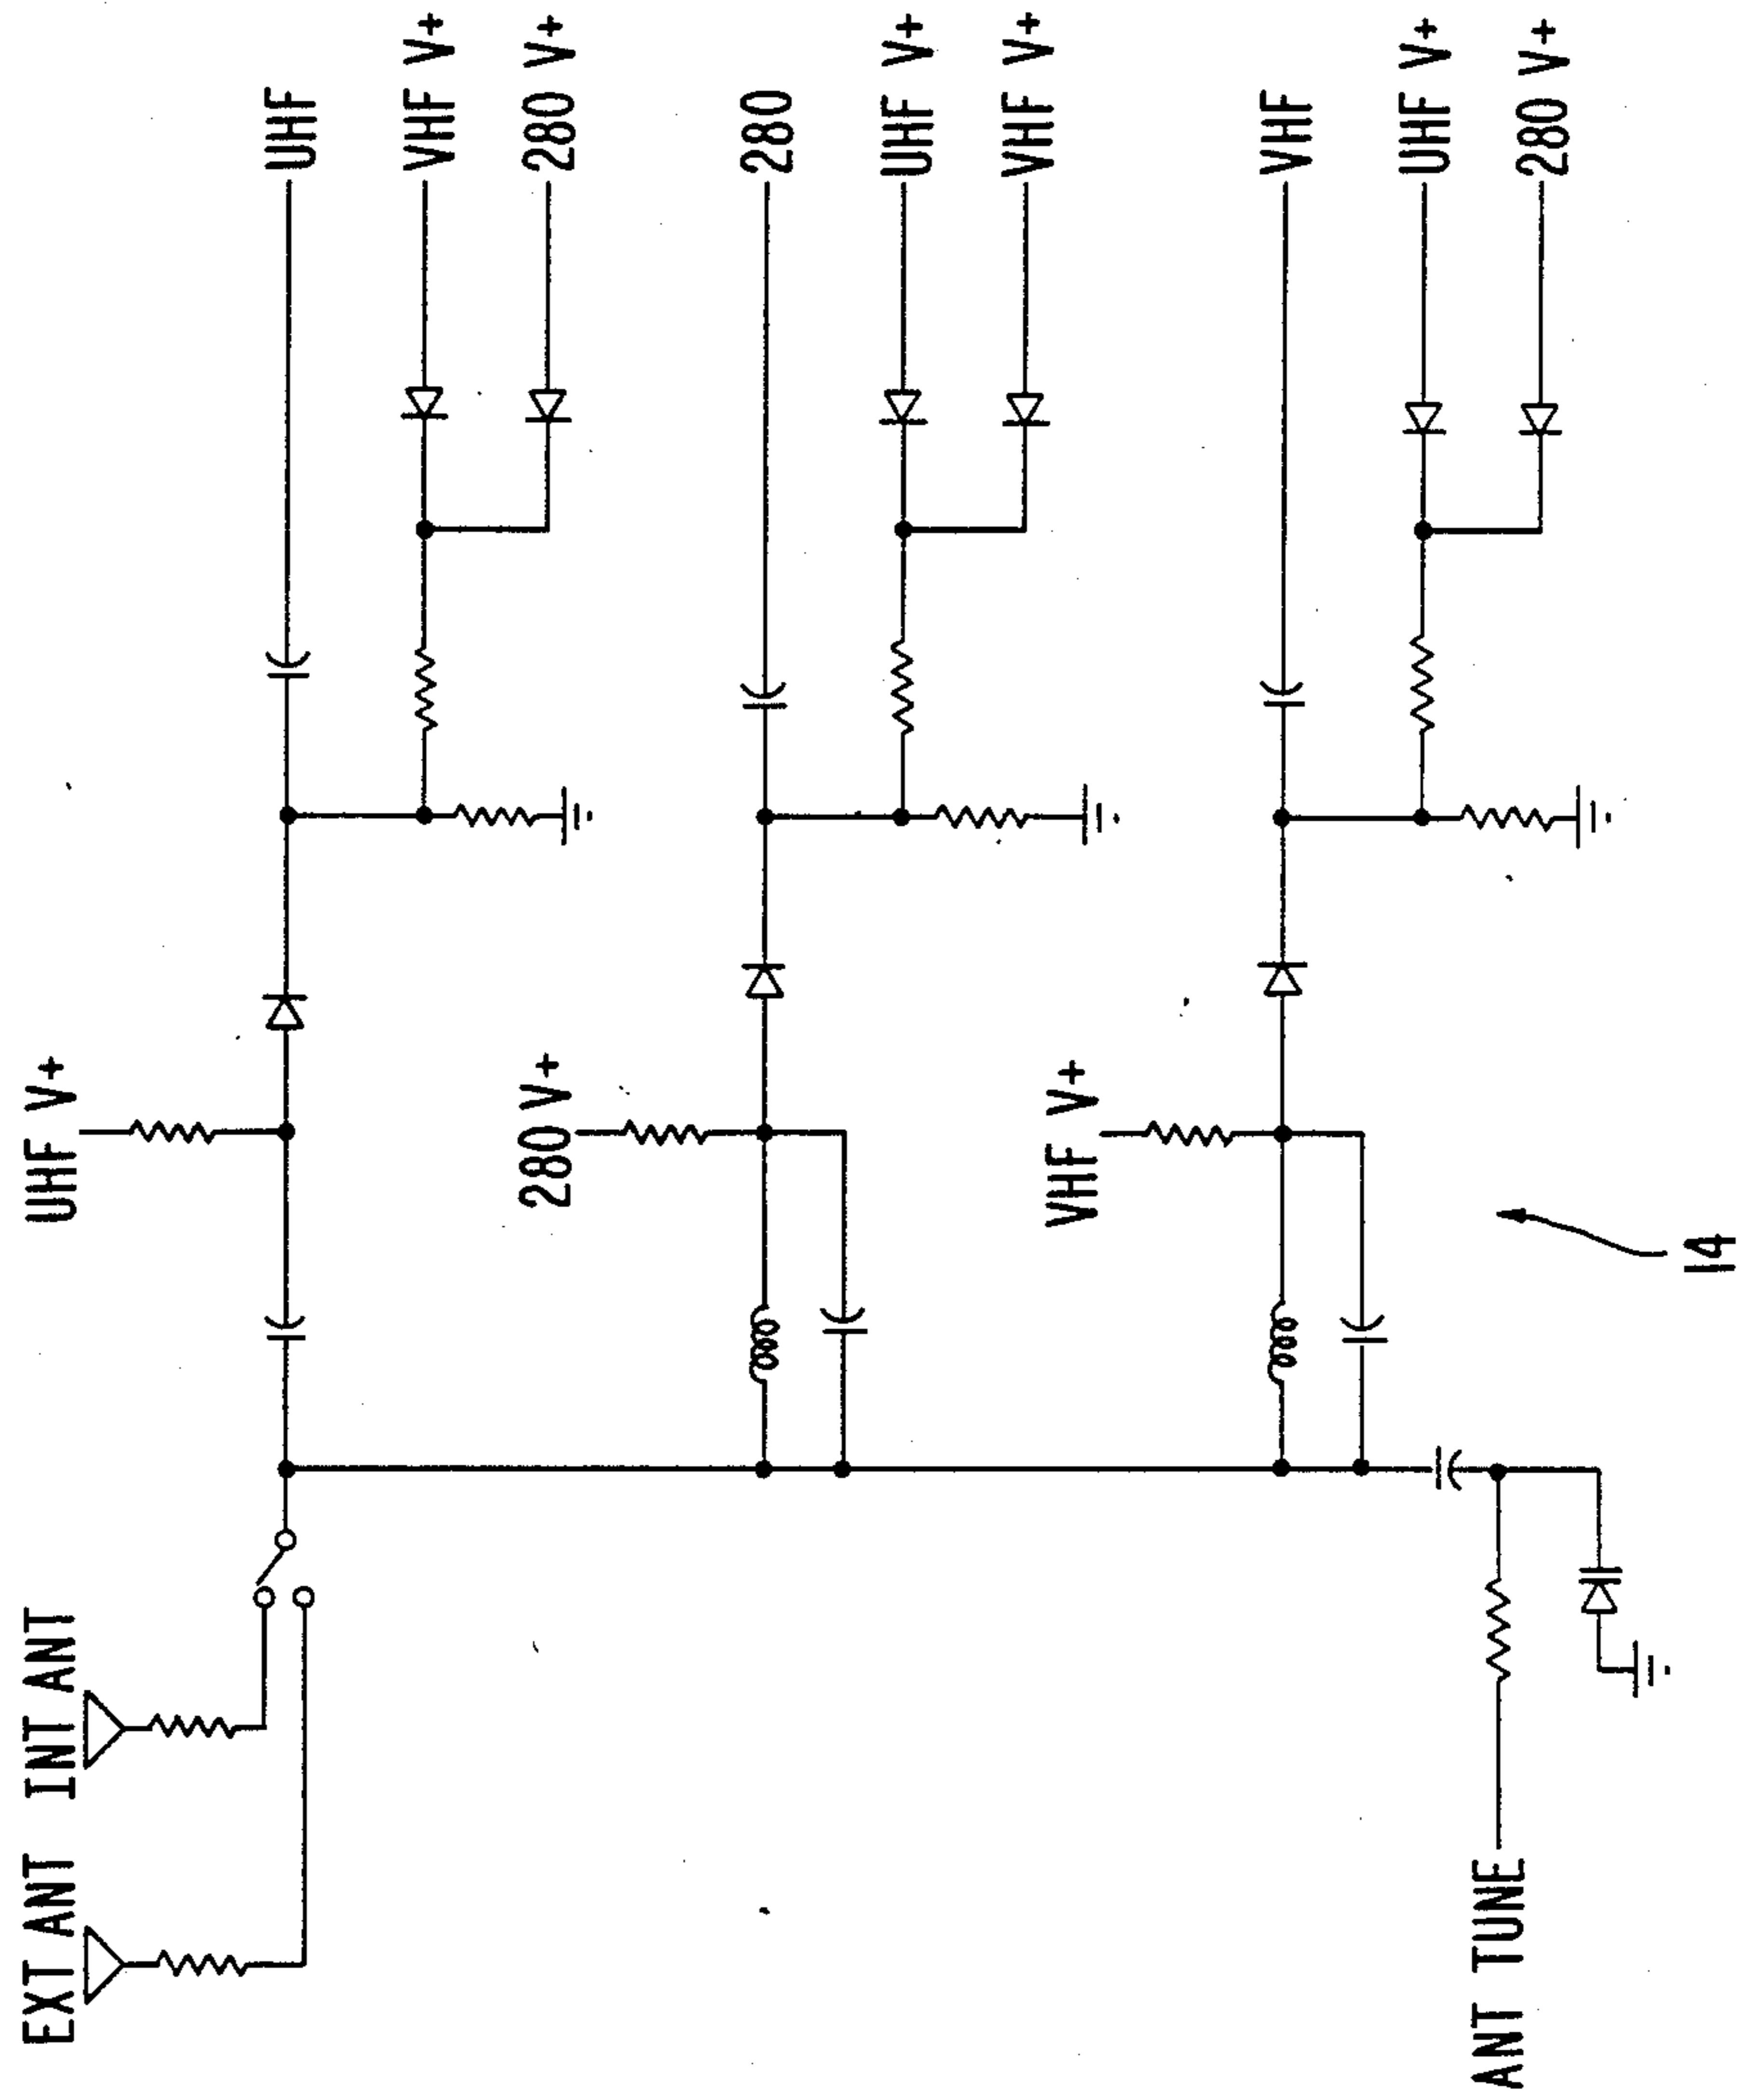 EXT ANT
INT ANT
UHF V+
UHF
VHF V+
280 V+
280 V+
280
UHF V+
VHF V+
VHF V+
VHF
UHF V+
280 V+
ANT TUNE
14